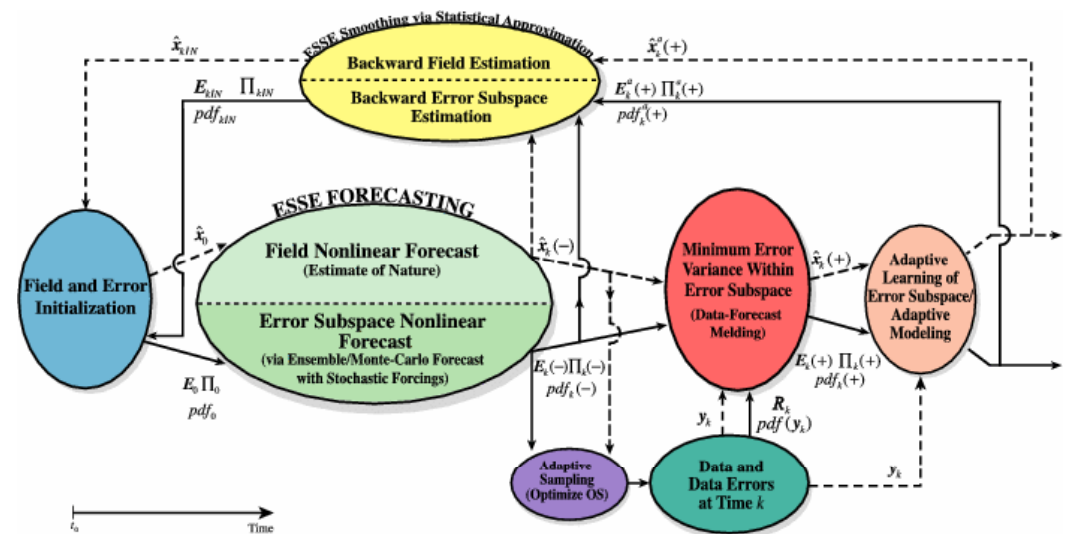 ESSE Smoothing via Statistical Approximation
Backward Field Estimation
Backward Error Subspace
Estimation
x̂ₖ/N
Eₖ/N Πₖ/N
pdfₖ/N
x̂ₖᵃ(+)
Eₖᵃ(+) Πₖᵃ(+)
pdfₖᵃ(+)
Field and Error
Initialization
x̂₀
E₀ Π₀
pdf₀
ESSE FORECASTING
Field Nonlinear Forecast
(Estimate of Nature)
Error Subspace Nonlinear
Forecast
(via Ensemble/Monte-Carlo Forecast
with Stochastic Forcings)
x̂ₖ(−)
Eₖ(−)Πₖ(−)
pdfₖ(−)
Minimum Error
Variance Within
Error Subspace
(Data-Forecast
Melding)
x̂ₖ(+)
Eₖ(+) Πₖ(+)
pdfₖ(+)
Adaptive
Learning of
Error Subspace/
Adaptive
Modeling
yₖ
Rₖ
pdf(yₖ)
Adaptive
Sampling
(Optimize OS)
Data and
Data Errors
at Time k
yₖ
t₀
Time